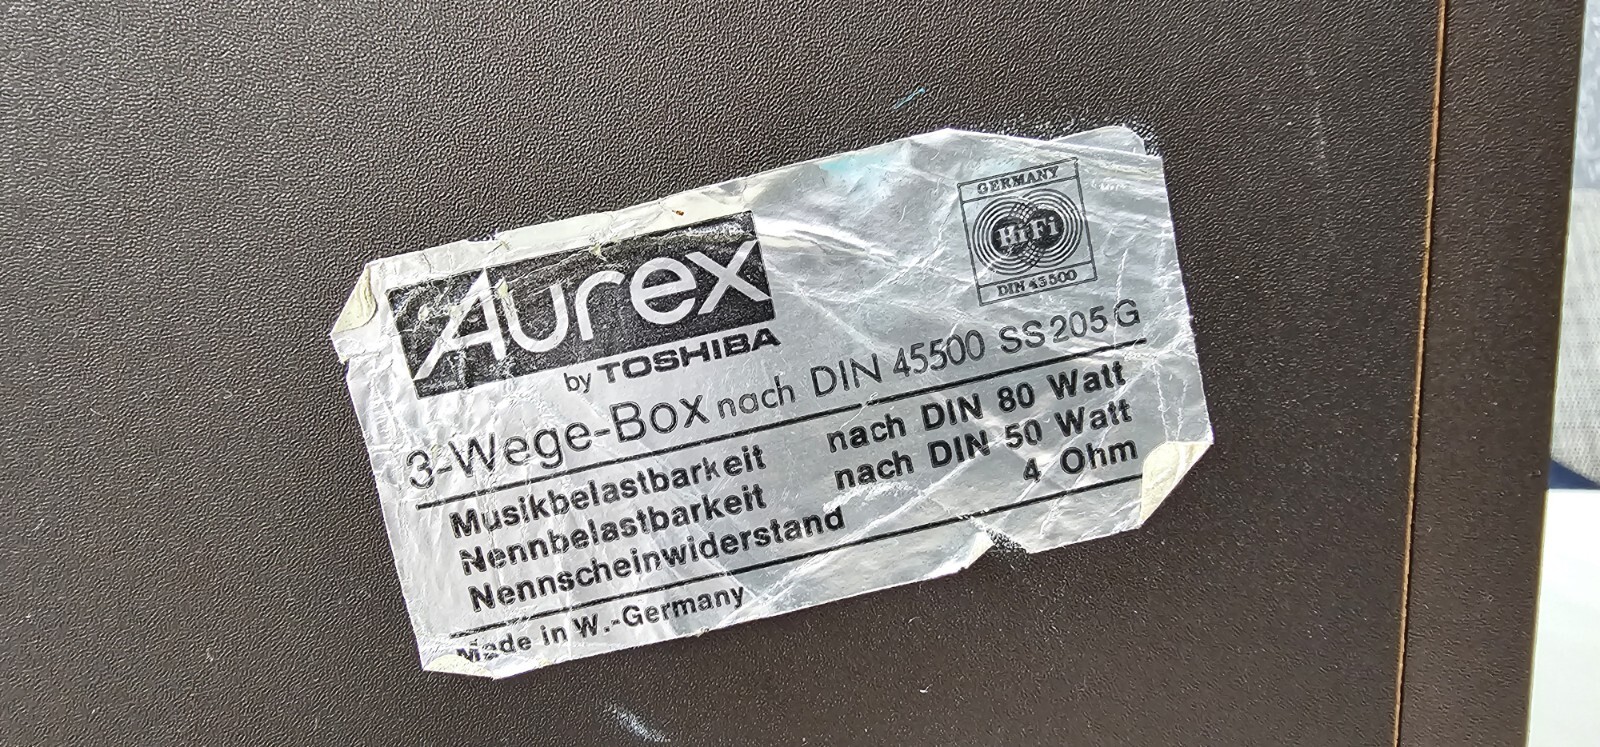 GERMANY
HiFi
DIN 45500
Aurex
by TOSHIBA
3-Wege-Box nach DIN 45500 SS205G
Musikbelastbarkeit nach DIN 80 Watt
Nennbelastbarkeit nach DIN 50 Watt
Nennscheinwiderstand 4 Ohm
Made in W.-Germany